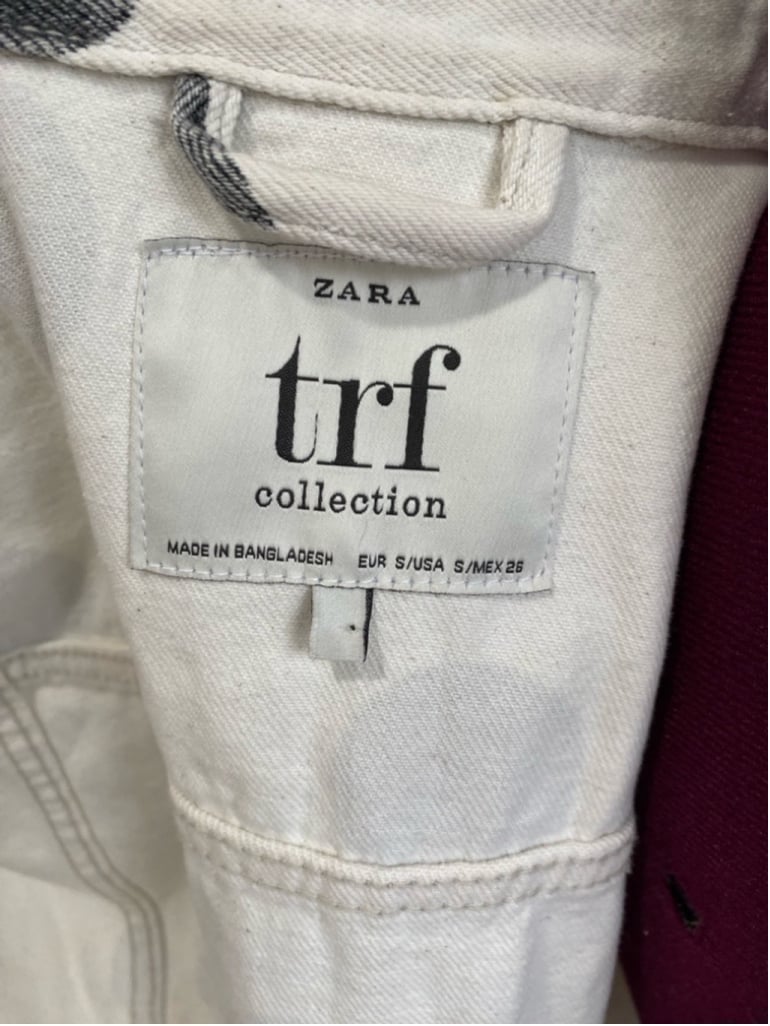 ZARA
trf
collection
MADE IN BANGLADESH EUR S/USA S/MEX 26